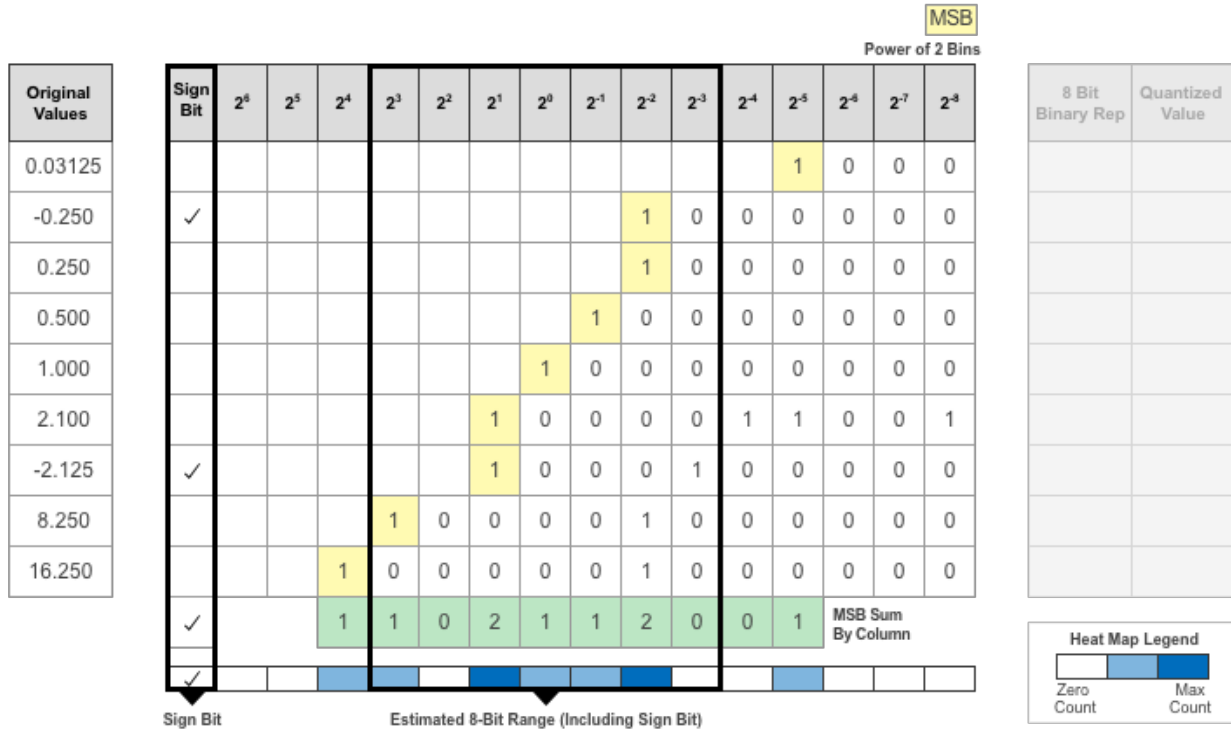 MSB
Power of 2 Bins
Original Values Sign Bit 2⁶ 2⁵ 2⁴ 2³ 2² 2¹ 2⁰ 2⁻¹ 2⁻² 2⁻³ 2⁻⁴ 2⁻⁵ 2⁻⁶ 2⁻⁷ 2⁻⁸ 8 Bit Binary Rep Quantized Value
0.03125 1 0 0 0
-0.250 ✓ 1 0 0 0 0 0 0
0.250 1 0 0 0 0 0 0
0.500 1 0 0 0 0 0 0 0
1.000 1 0 0 0 0 0 0 0 0
2.100 1 0 0 0 0 1 1 0 0 1
-2.125 ✓ 1 0 0 0 1 0 0 0 0 0
8.250 1 0 0 0 0 1 0 0 0 0 0 0
16.250 1 0 0 0 0 0 1 0 0 0 0 0 0
✓ 1 1 0 2 1 1 2 0 0 1 MSB Sum By Column
✓
Sign Bit Estimated 8-Bit Range (Including Sign Bit)
Heat Map Legend
Zero Count Max Count